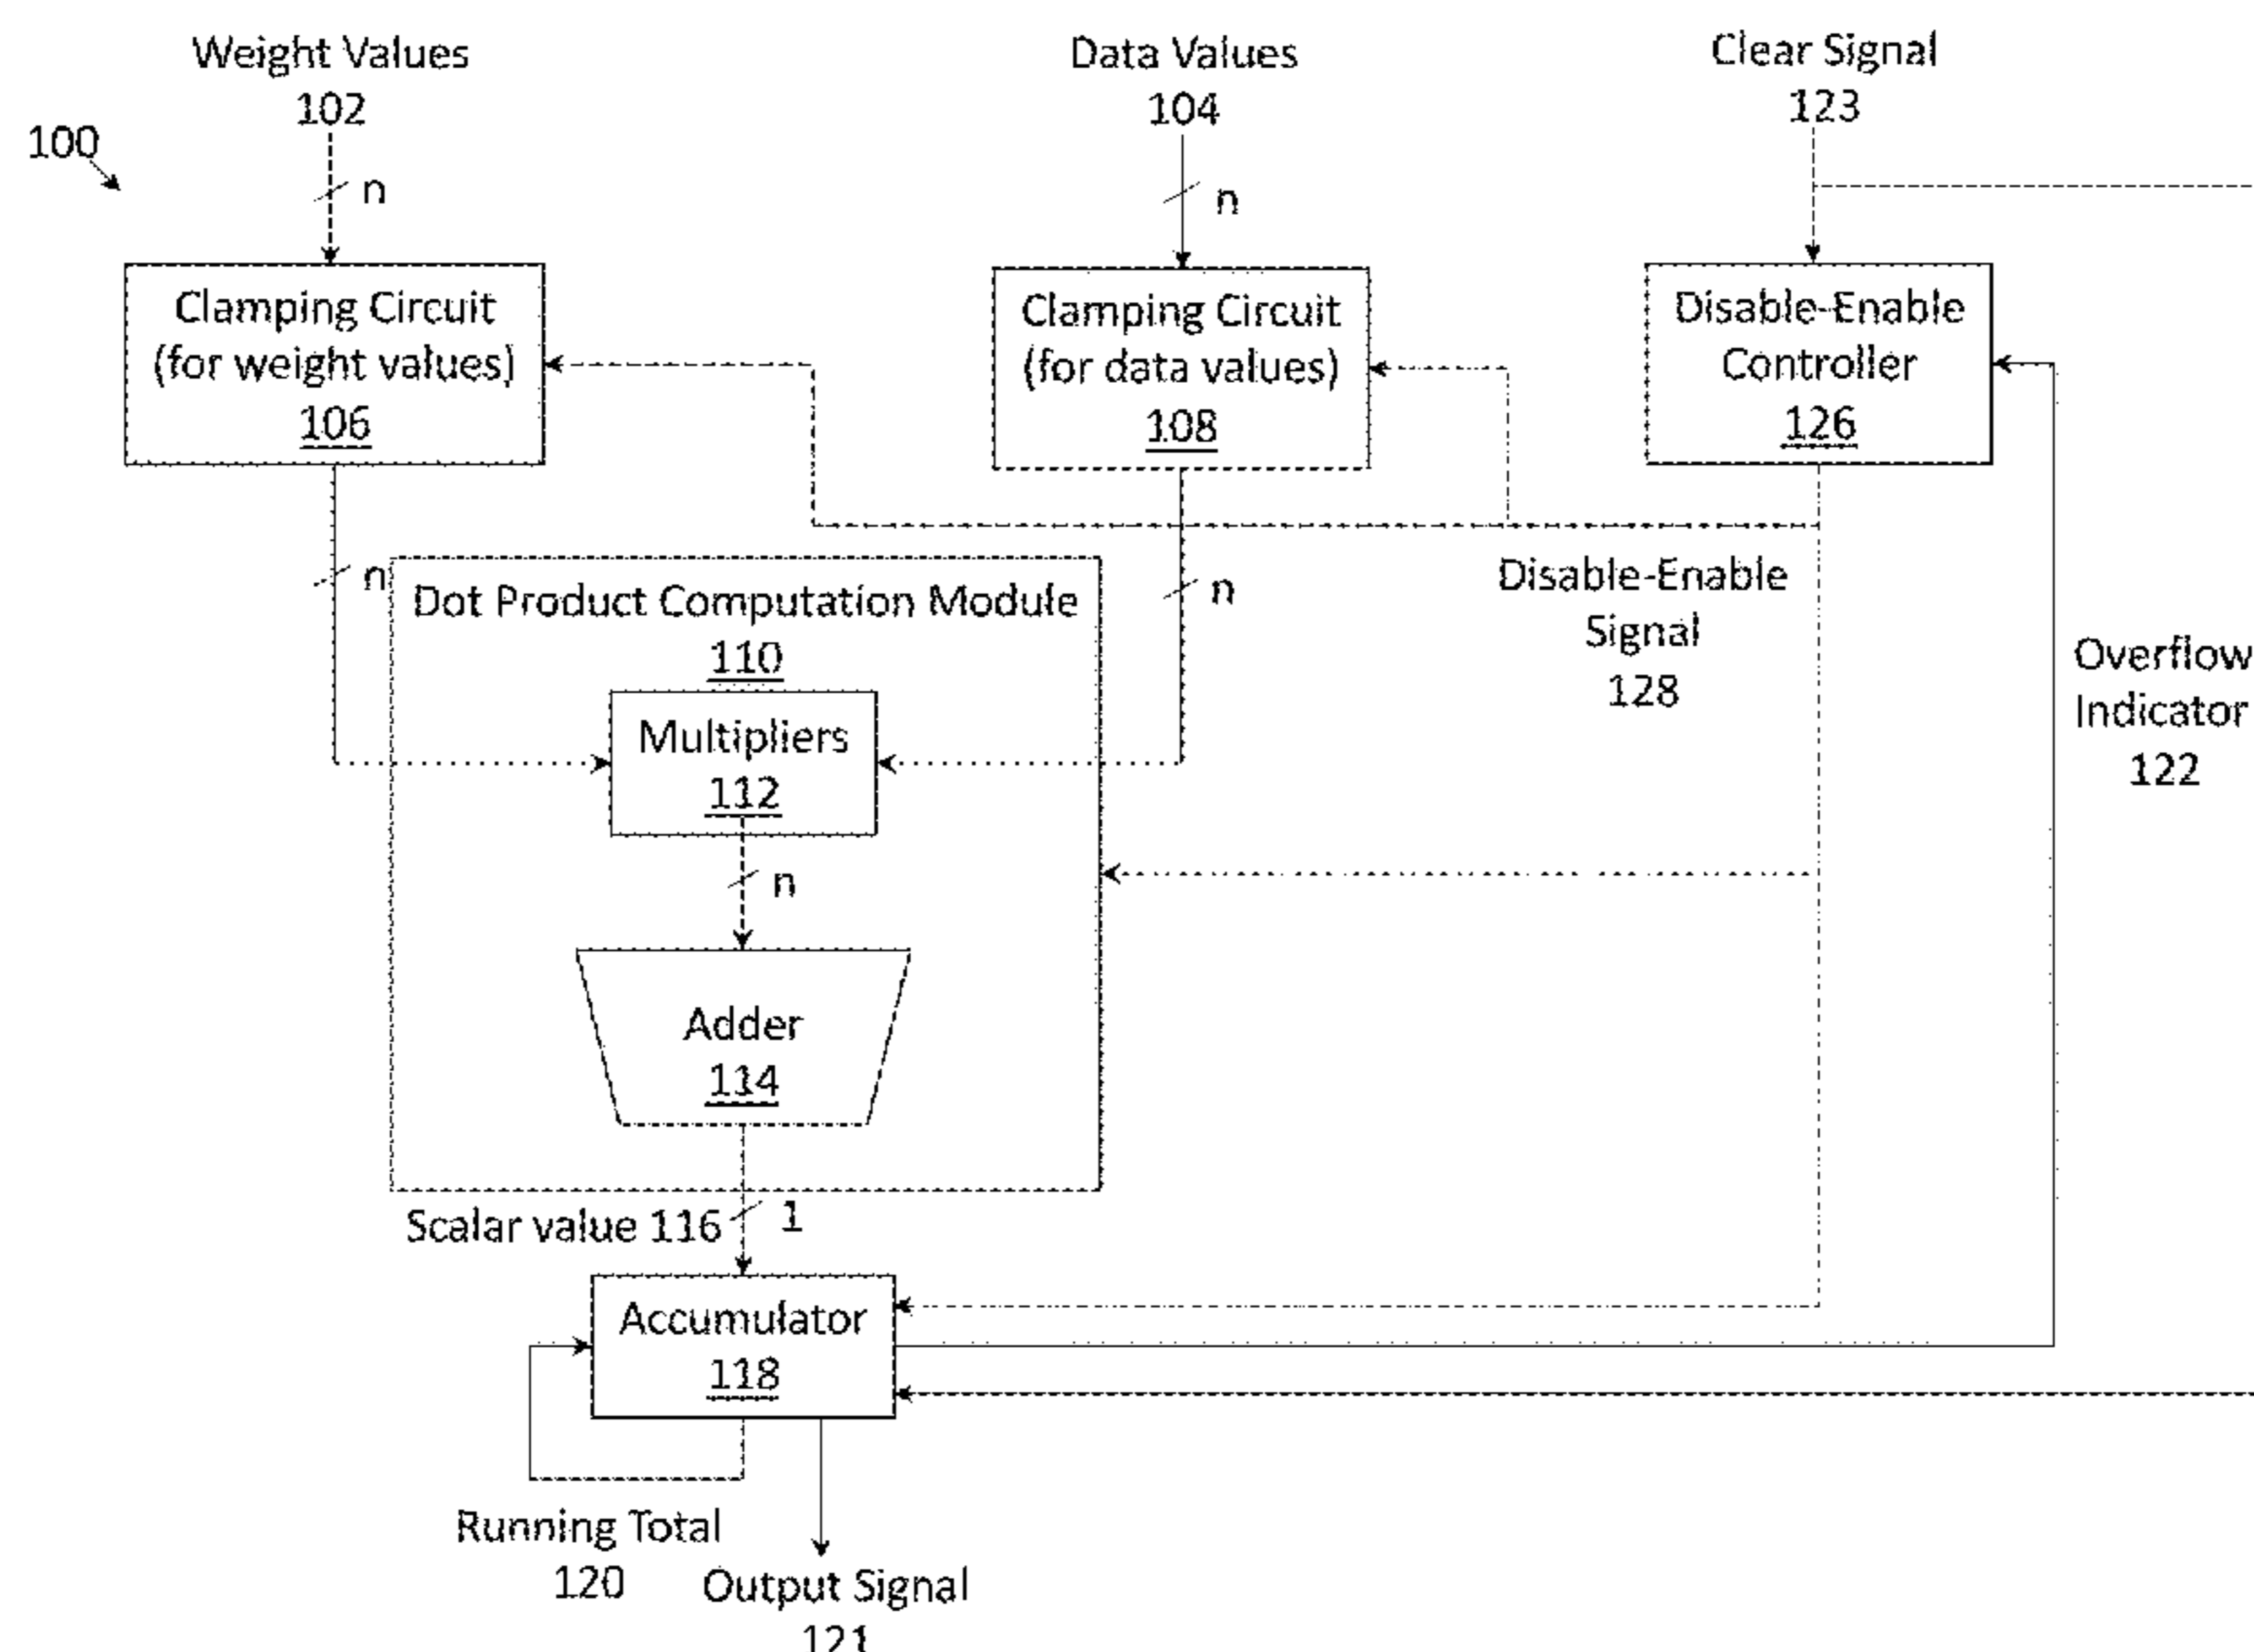 Weight Values
102
Data Values
104
Clear Signal
123
100
n
n
Clamping Circuit
(for weight values)
106
Clamping Circuit
(for data values)
108
Disable-Enable
Controller
126
n
n
Dot Product Computation Module
110
Disable-Enable
Signal
128
Overflow
Indicator
122
Multipliers
112
n
Adder
114
Scalar value 116
1
Accumulator
118
Running Total
120
Output Signal
121